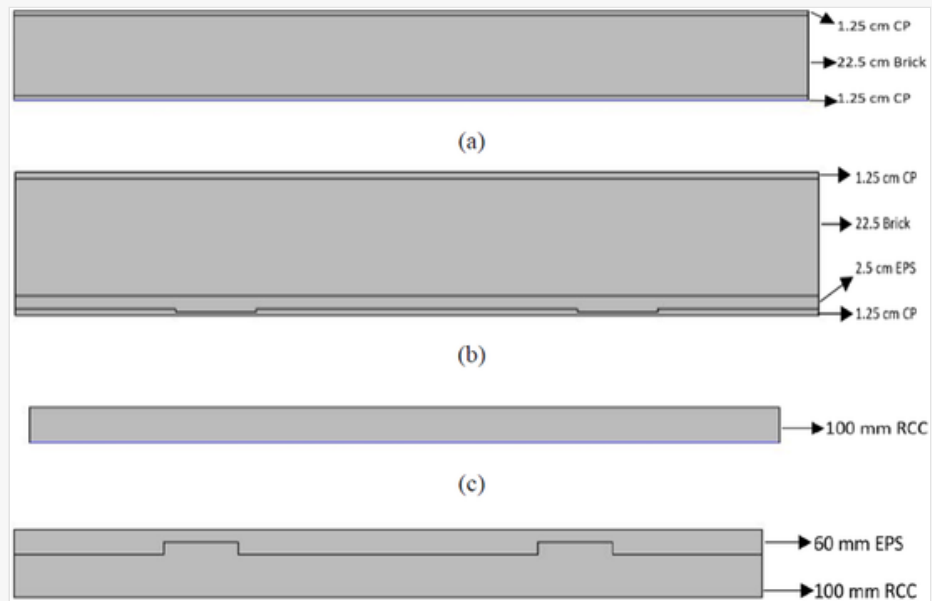 1.25 cm CP
22.5 cm Brick
1.25 cm CP
(a)
1.25 cm CP
22.5 Brick
2.5 cm EPS
1.25 cm CP
(b)
100 mm RCC
(c)
60 mm EPS
100 mm RCC